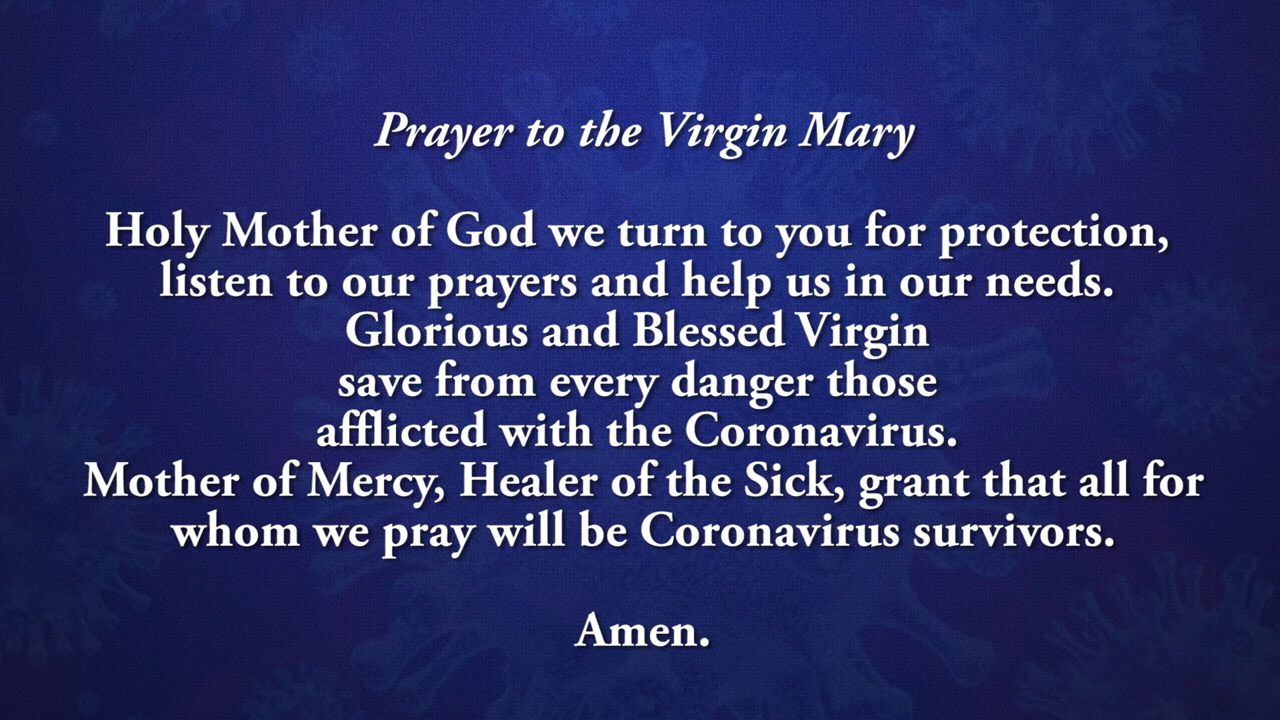 Prayer to the Virgin Mary
Holy Mother of God we turn to you for protection,
listen to our prayers and help us in our needs.
Glorious and Blessed Virgin
save from every danger those
afflicted with the Coronavirus.
Mother of Mercy, Healer of the Sick, grant that all for
whom we pray will be Coronavirus survivors.
Amen.